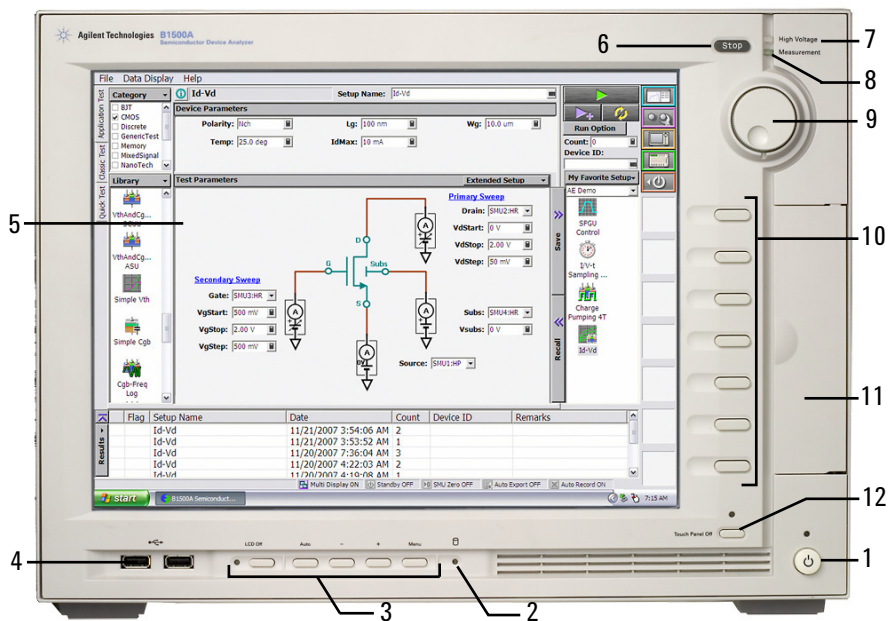 Agilent Technologies B1500A
Semiconductor Device Analyzer
6
Stop
High Voltage
7
Measurement
8
File Data Display Help
Category
Id-Vd
Setup Name: Id-Vd
Application Test
Classic Test
Quick Test
BJT
CMOS
Discrete
GenericTest
Memory
MixedSignal
NanoTech
Device Parameters
Polarity: Nch
Lg: 100 nm
Wg: 10.0 um
Temp: 25.0 deg
IdMax: 10 mA
Run Option
Count: 0
Device ID:
9
Library
VthAndCg...
VthAndCg...
ASU
Simple Vth
Simple Cgb
Cgb-Freq
Log
Test Parameters
Extended Setup
5
Primary Sweep
Drain: SMU2:HR
VdStart: 0 V
VdStop: 2.00 V
VdStep: 50 mV
D
G
Subs
S
A
A
A
A
0V
Secondary Sweep
Gate: SMU3:HR
VgStart: 500 mV
VgStop: 2.00 V
VgStep: 500 mV
Subs: SMU4:HR
Vsubs: 0 V
Source: SMU1:HP
Save
Recall
My Favorite Setup
AE Demo
SPGU
Control
I/V-t
Sampling ...
Charge
Pumping 4T
Id-Vd
10
11
Results
Flag Setup Name Date Count Device ID Remarks
Id-Vd 11/21/2007 3:54:06 AM 2
Id-Vd 11/21/2007 3:53:52 AM 1
Id-Vd 11/20/2007 7:36:04 AM 3
Id-Vd 11/20/2007 4:22:03 AM 2
Id-Vd 11/20/2007 4:19:08 AM 1
Multi Display ON Standby OFF SMU Zero OFF Auto Export OFF Auto Record ON
start B1500A Semiconduct... 7:15 AM
12
Touch Panel Off
4
LCD Off Auto - + Menu
1
3
2